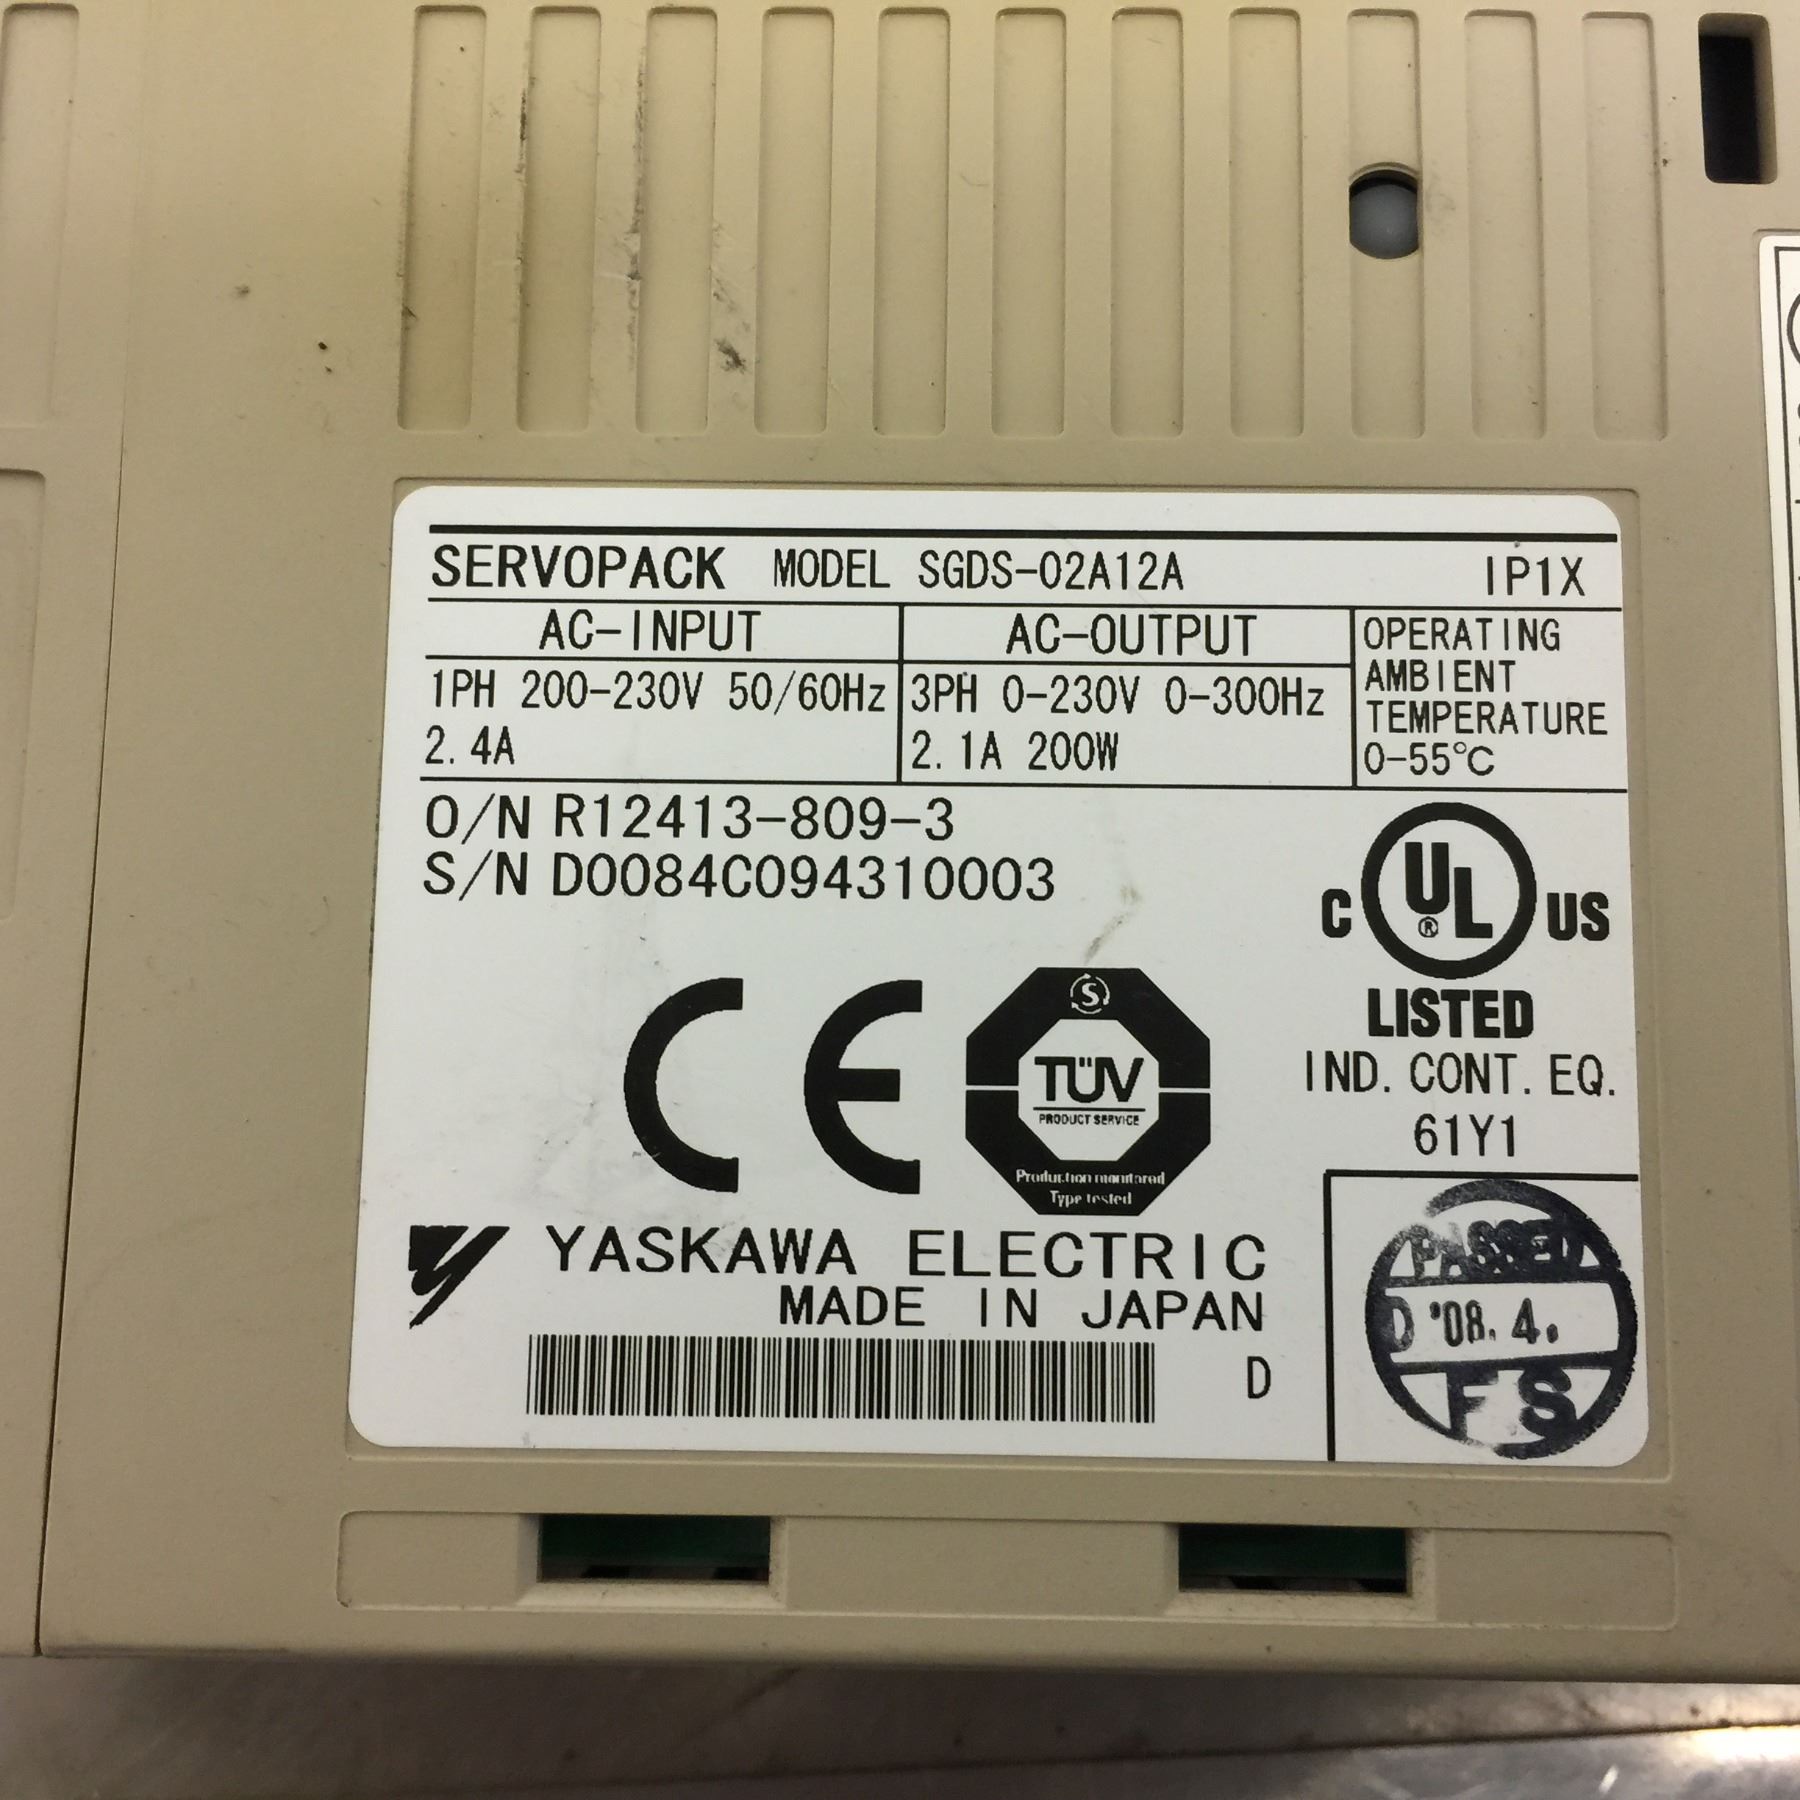 SERVOPACK MODEL SGDS-02A12A IP1X
AC-INPUT
1PH 200-230V 50/60Hz
2.4A
AC-OUTPUT
3PH 0-230V 0-300Hz
2.1A 200W
OPERATING
AMBIENT
TEMPERATURE
0-55℃
O/N R12413-809-3
S/N D0084C094310003
C UL ® US
LISTED
IND. CONT. EQ.
61Y1
CE
S
TÜV
PRODUCT SERVICE
Production monitored
Type tested
YASKAWA ELECTRIC
MADE IN JAPAN
D
PASSED
D '08. 4.
F S